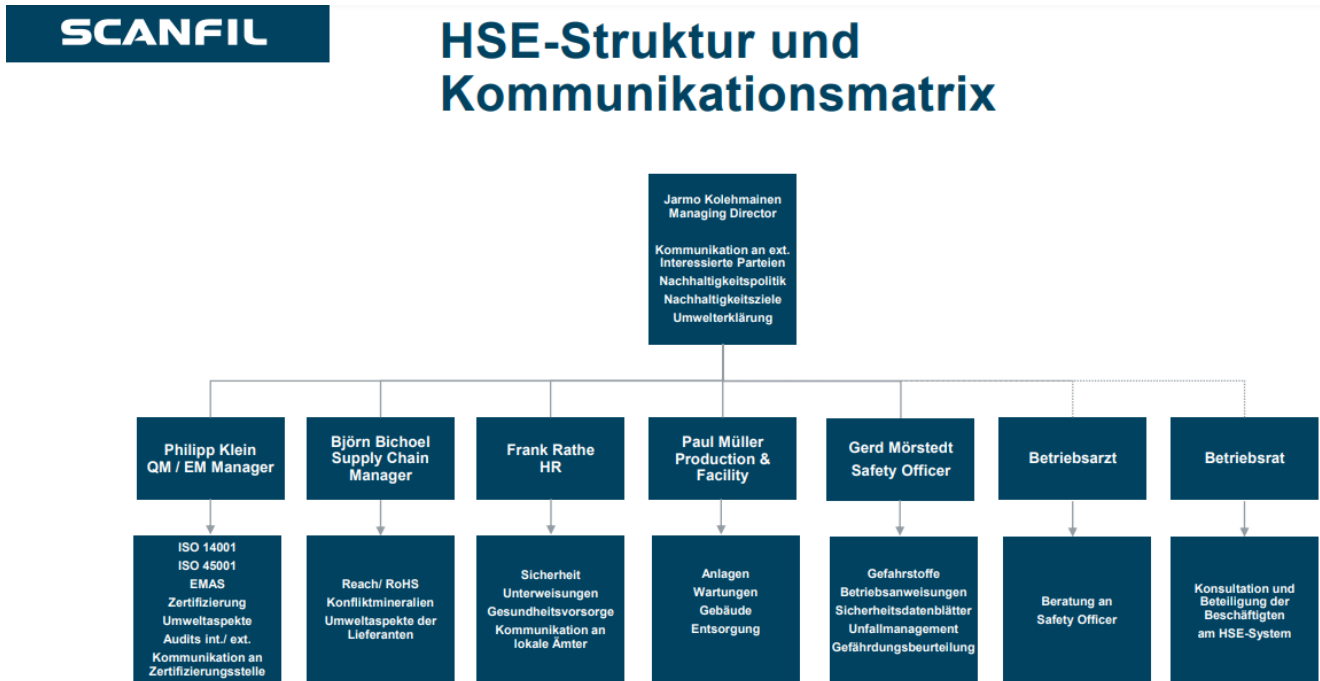 SCANFIL
HSE-Struktur und
Kommunikationsmatrix
Jarmo Kolehmainen
Managing Director
Kommunikation an ext.
Interessierte Parteien
Nachhaltigkeitspolitik
Nachhaltigkeitsziele
Umwelterklärung
Philipp Klein
QM / EM Manager
Björn Bichoel
Supply Chain
Manager
Frank Rathe
HR
Paul Müller
Production &
Facility
Gerd Mörstedt
Safety Officer
Betriebsarzt
Betriebsrat
ISO 14001
ISO 45001
EMAS
Zertifizierung
Umweltaspekte
Audits int./ ext.
Kommunikation an
Zertifizierungsstelle
Reach/ RoHS
Konfliktmineralien
Umweltaspekte der
Lieferanten
Sicherheit
Unterweisungen
Gesundheitsvorsorge
Kommunikation an
lokale Ämter
Anlagen
Wartungen
Gebäude
Entsorgung
Gefahrstoffe
Betriebsanweisungen
Sicherheitsdatenblätter
Unfallmanagement
Gefährdungsbeurteilung
Beratung an
Safety Officer
Konsultation und
Beteiligung der
Beschäftigten
am HSE-System